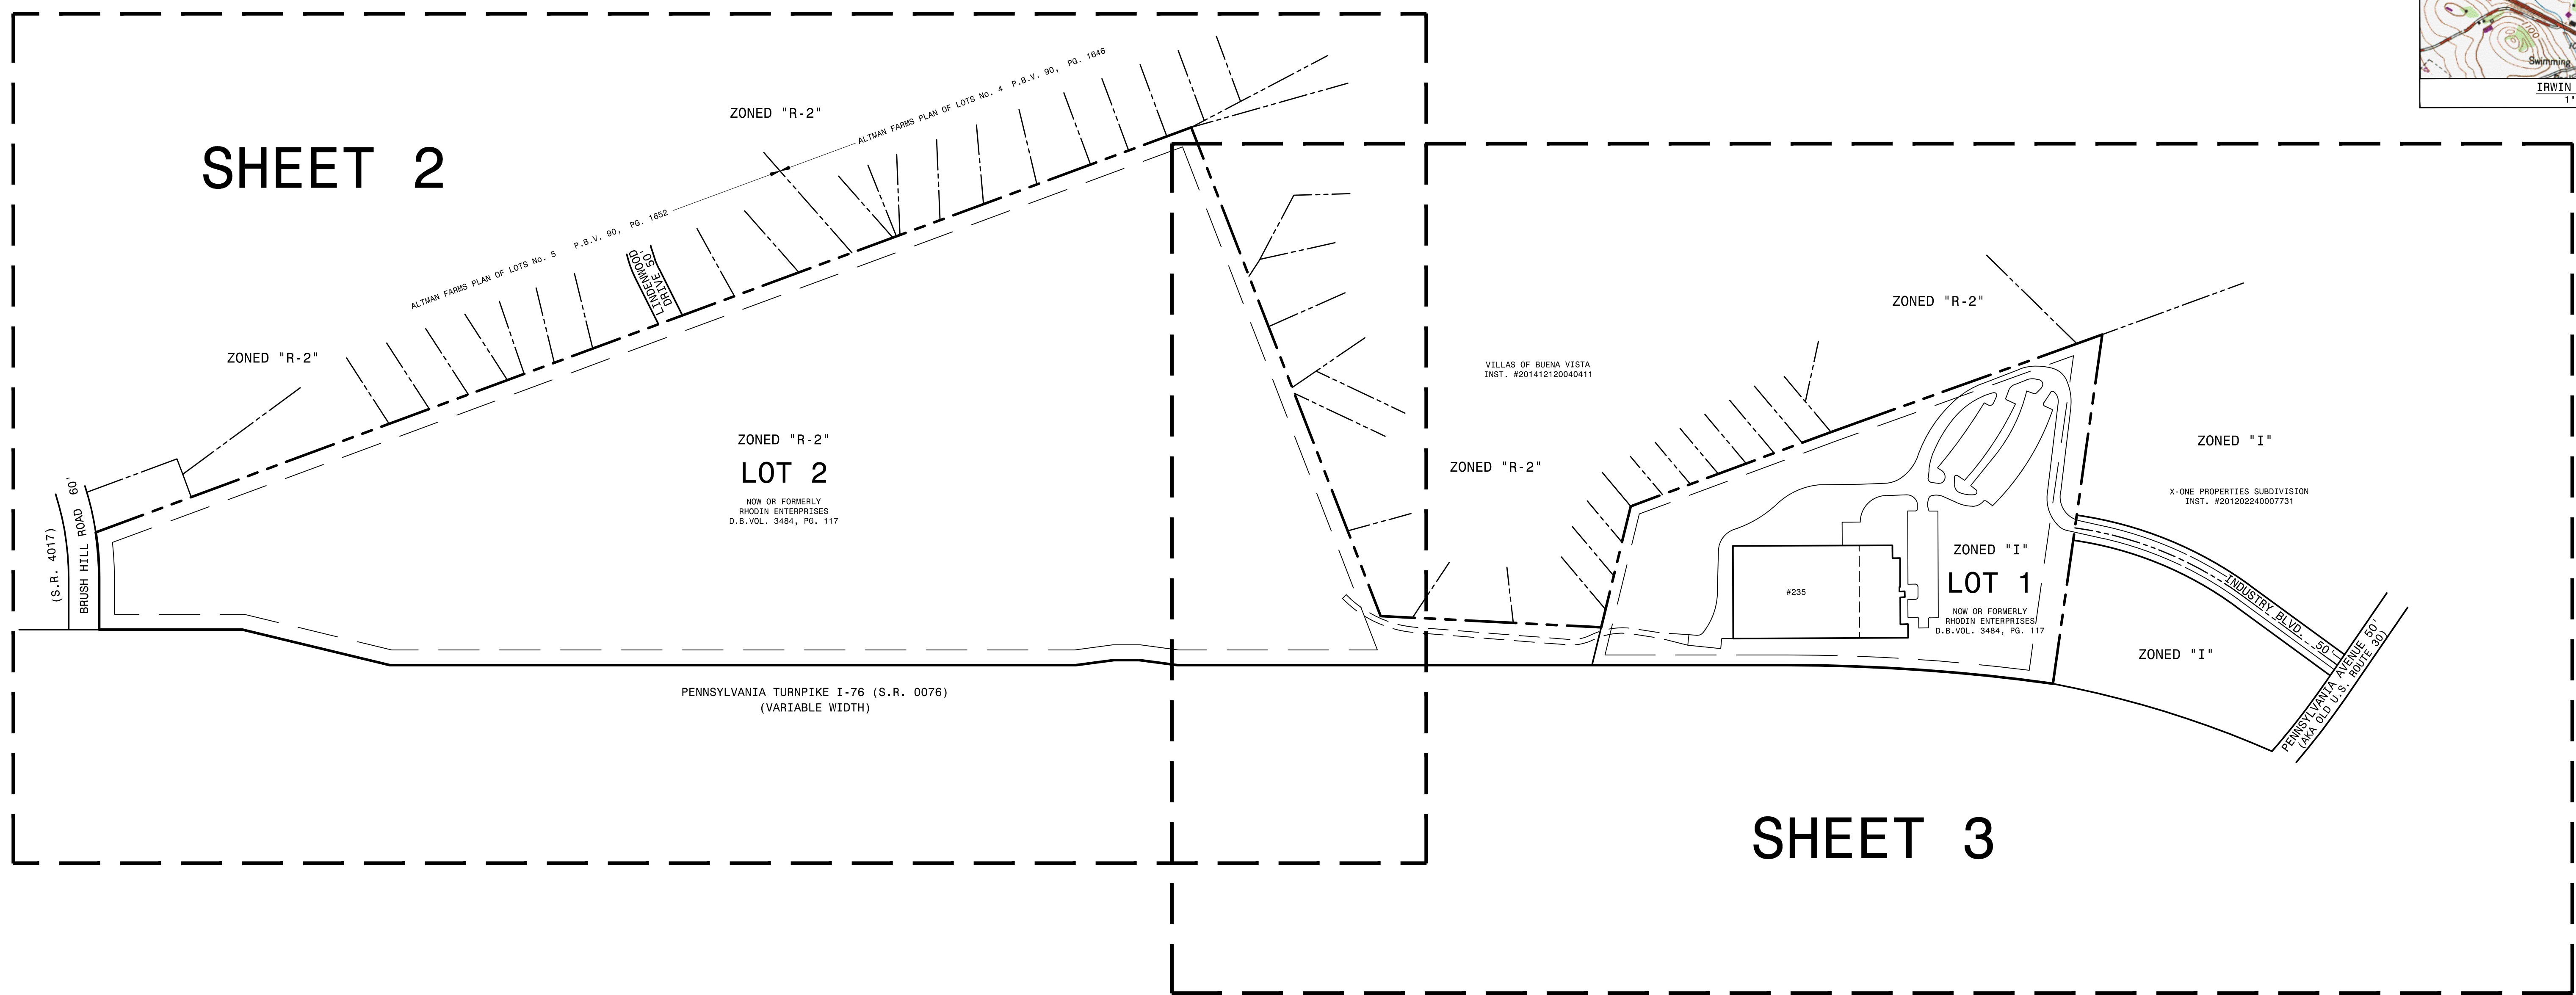 SHEET 2
ZONED "R-2"
ALTMAN FARMS PLAN OF LOTS No. 4 P.B.V. 90, PG. 1646
ALTMAN FARMS PLAN OF LOTS No. 5 P.B.V. 90, PG. 1652
LINDENWOOD
DRIVE 50'
ZONED "R-2"
(S.R. 4017)
BRUSH HILL ROAD 60'
ZONED "R-2"
LOT 2
NOW OR FORMERLY
RHODIN ENTERPRISES
D.B.VOL. 3484, PG. 117
PENNSYLVANIA TURNPIKE I-76 (S.R. 0076)
(VARIABLE WIDTH)
1100
Swimming
IRWIN
1"
VILLAS OF BUENA VISTA
INST. #201412120040411
ZONED "R-2"
ZONED "R-2"
ZONED "I"
X-ONE PROPERTIES SUBDIVISION
INST. #201202240007731
#235
ZONED "I"
LOT 1
NOW OR FORMERLY
RHODIN ENTERPRISES
D.B.VOL. 3484, PG. 117
INDUSTRY BLVD. 50'
ZONED "I"
PENNSYLVANIA AVENUE 50'
(AKA OLD U.S. ROUTE 30)
SHEET 3